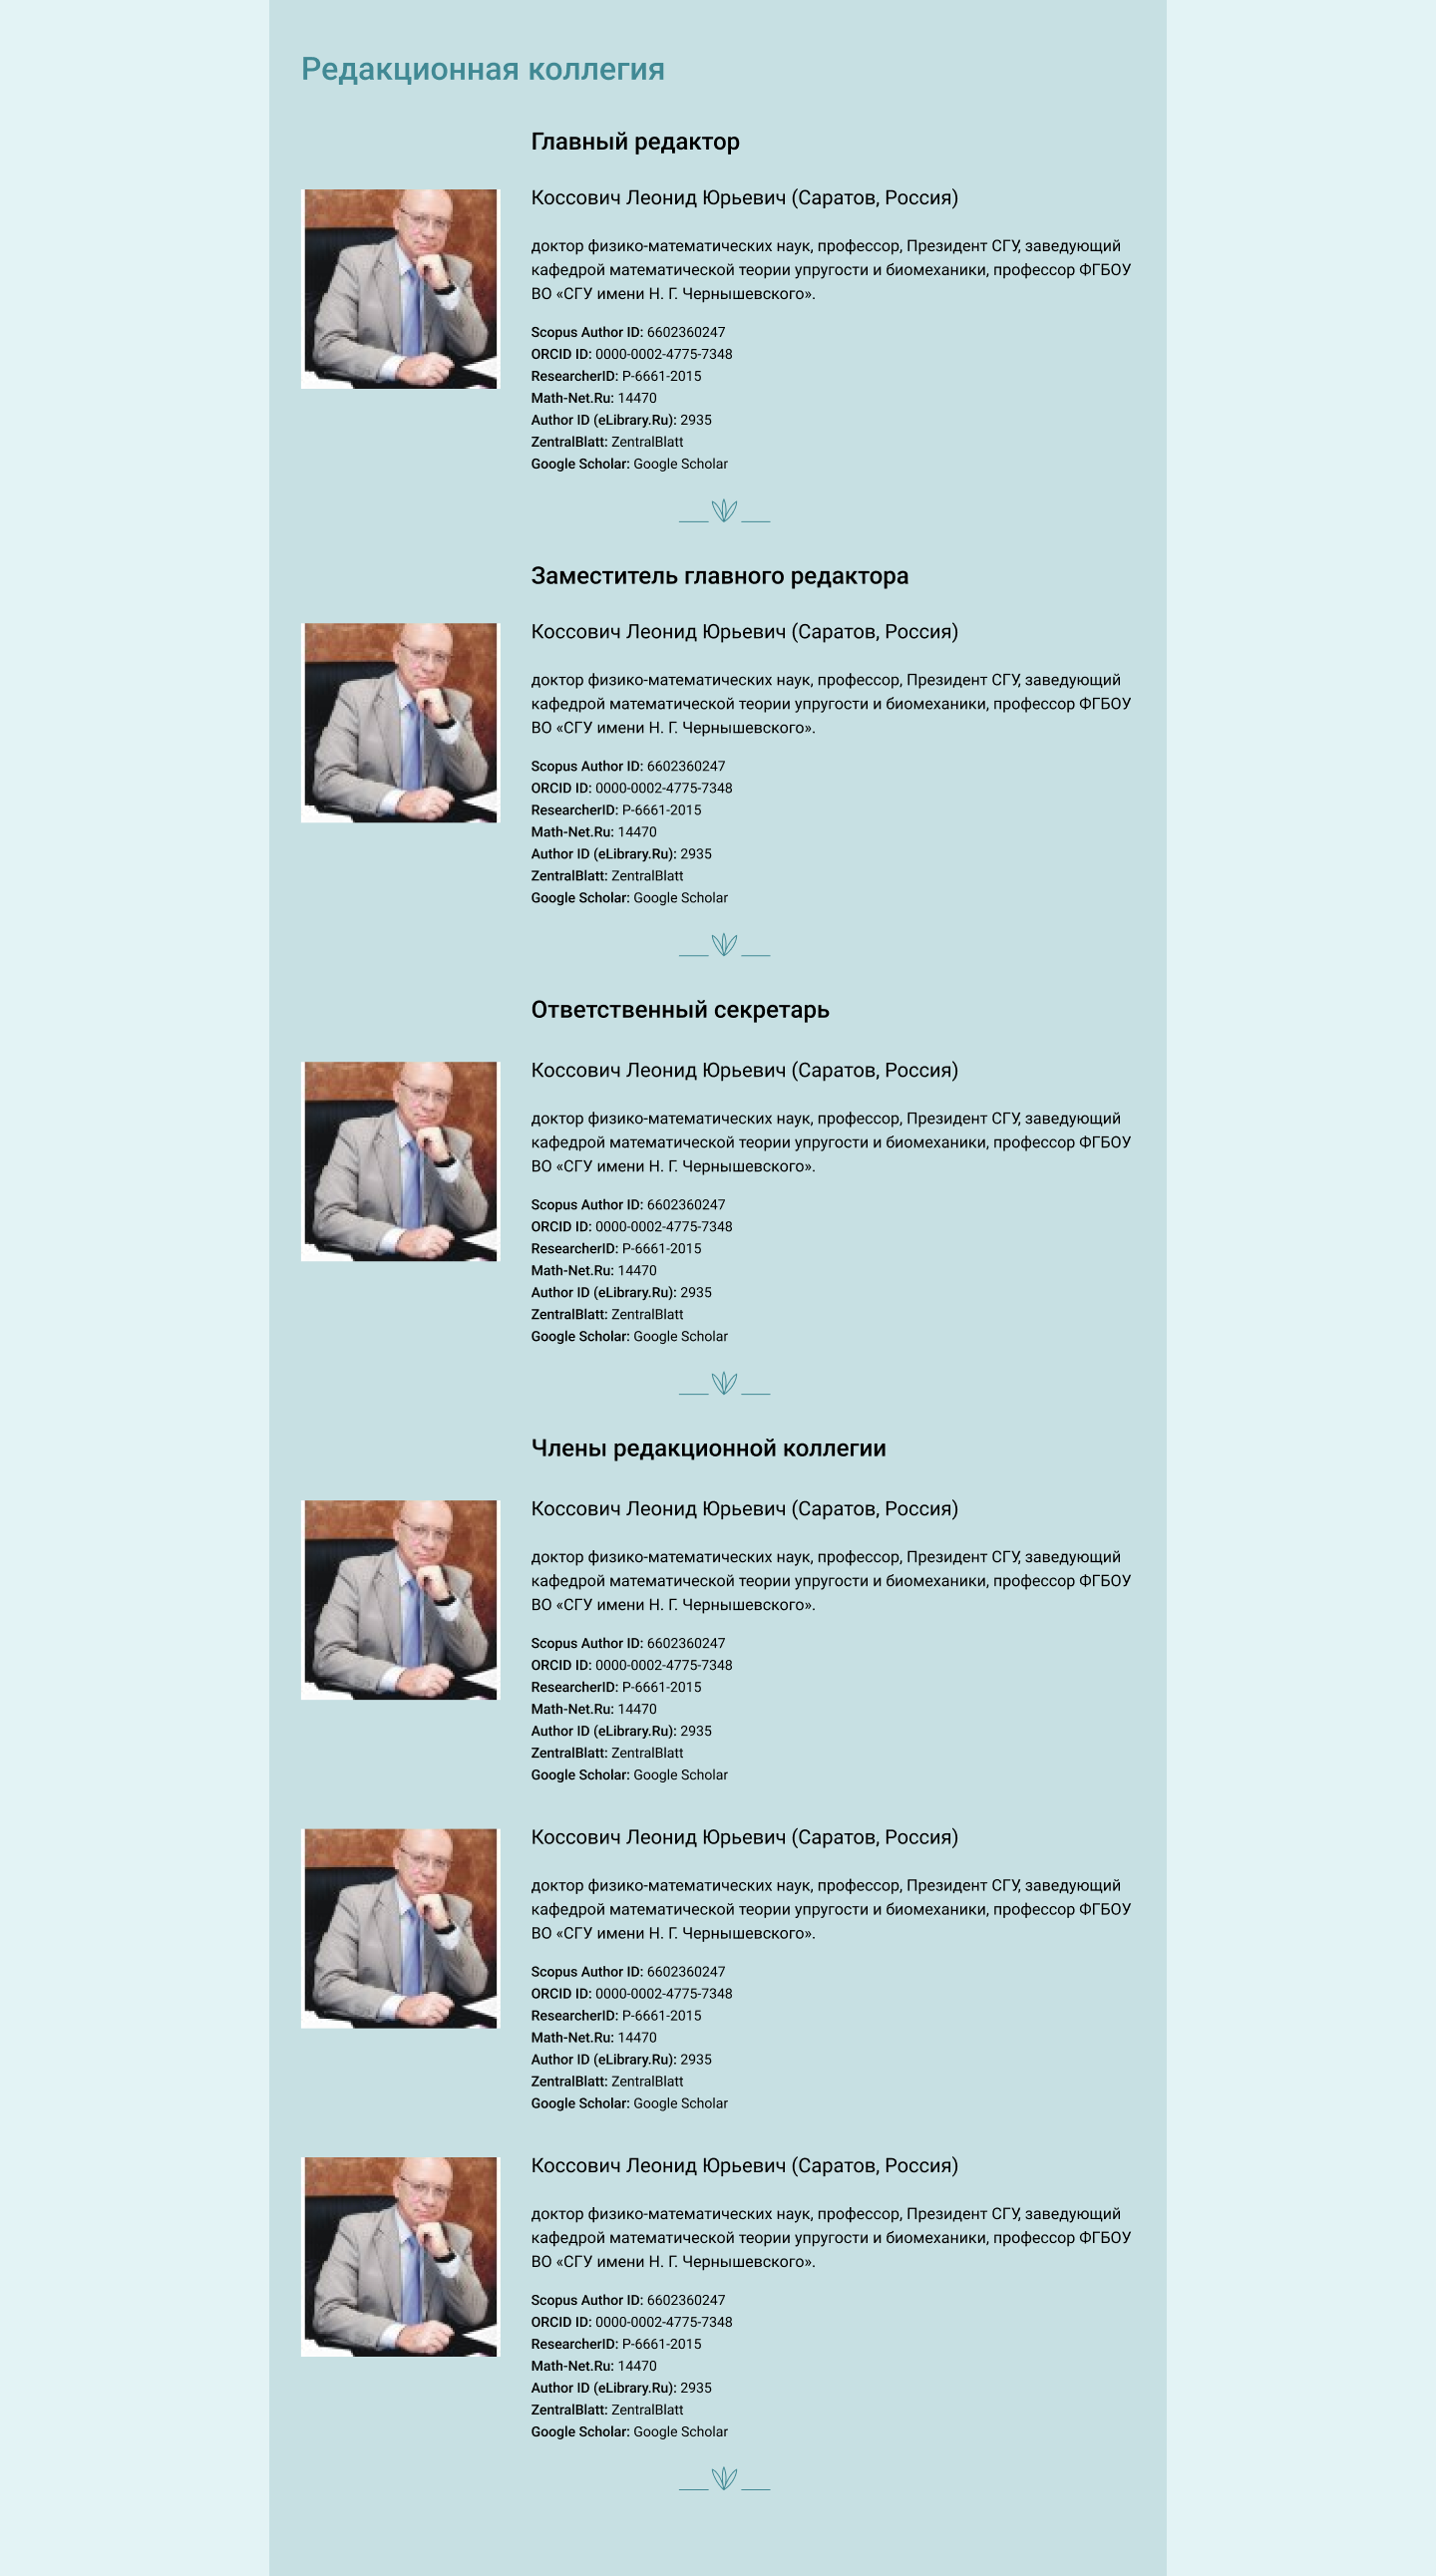 Редакционная коллегия
Главный редактор
Коссович Леонид Юрьевич (Саратов, Россия)
доктор физико-математических наук, профессор, Президент СГУ, заведующий
кафедрой математической теории упругости и биомеханики, профессор ФГБОУ
ВО «СГУ имени Н. Г. Чернышевского».
Scopus Author ID: 6602360247
ORCID ID: 0000-0002-4775-7348
ResearcherID: P-6661-2015
Math-Net.Ru: 14470
Author ID (eLibrary.Ru): 2935
ZentralBlatt: ZentralBlatt
Google Scholar: Google Scholar
Заместитель главного редактора
Коссович Леонид Юрьевич (Саратов, Россия)
доктор физико-математических наук, профессор, Президент СГУ, заведующий
кафедрой математической теории упругости и биомеханики, профессор ФГБОУ
ВО «СГУ имени Н. Г. Чернышевского».
Scopus Author ID: 6602360247
ORCID ID: 0000-0002-4775-7348
ResearcherID: P-6661-2015
Math-Net.Ru: 14470
Author ID (eLibrary.Ru): 2935
ZentralBlatt: ZentralBlatt
Google Scholar: Google Scholar
Ответственный секретарь
Коссович Леонид Юрьевич (Саратов, Россия)
доктор физико-математических наук, профессор, Президент СГУ, заведующий
кафедрой математической теории упругости и биомеханики, профессор ФГБОУ
ВО «СГУ имени Н. Г. Чернышевского».
Scopus Author ID: 6602360247
ORCID ID: 0000-0002-4775-7348
ResearcherID: P-6661-2015
Math-Net.Ru: 14470
Author ID (eLibrary.Ru): 2935
ZentralBlatt: ZentralBlatt
Google Scholar: Google Scholar
Члены редакционной коллегии
Коссович Леонид Юрьевич (Саратов, Россия)
доктор физико-математических наук, профессор, Президент СГУ, заведующий
кафедрой математической теории упругости и биомеханики, профессор ФГБОУ
ВО «СГУ имени Н. Г. Чернышевского».
Scopus Author ID: 6602360247
ORCID ID: 0000-0002-4775-7348
ResearcherID: P-6661-2015
Math-Net.Ru: 14470
Author ID (eLibrary.Ru): 2935
ZentralBlatt: ZentralBlatt
Google Scholar: Google Scholar
Коссович Леонид Юрьевич (Саратов, Россия)
доктор физико-математических наук, профессор, Президент СГУ, заведующий
кафедрой математической теории упругости и биомеханики, профессор ФГБОУ
ВО «СГУ имени Н. Г. Чернышевского».
Scopus Author ID: 6602360247
ORCID ID: 0000-0002-4775-7348
ResearcherID: P-6661-2015
Math-Net.Ru: 14470
Author ID (eLibrary.Ru): 2935
ZentralBlatt: ZentralBlatt
Google Scholar: Google Scholar
Коссович Леонид Юрьевич (Саратов, Россия)
доктор физико-математических наук, профессор, Президент СГУ, заведующий
кафедрой математической теории упругости и биомеханики, профессор ФГБОУ
ВО «СГУ имени Н. Г. Чернышевского».
Scopus Author ID: 6602360247
ORCID ID: 0000-0002-4775-7348
ResearcherID: P-6661-2015
Math-Net.Ru: 14470
Author ID (eLibrary.Ru): 2935
ZentralBlatt: ZentralBlatt
Google Scholar: Google Scholar